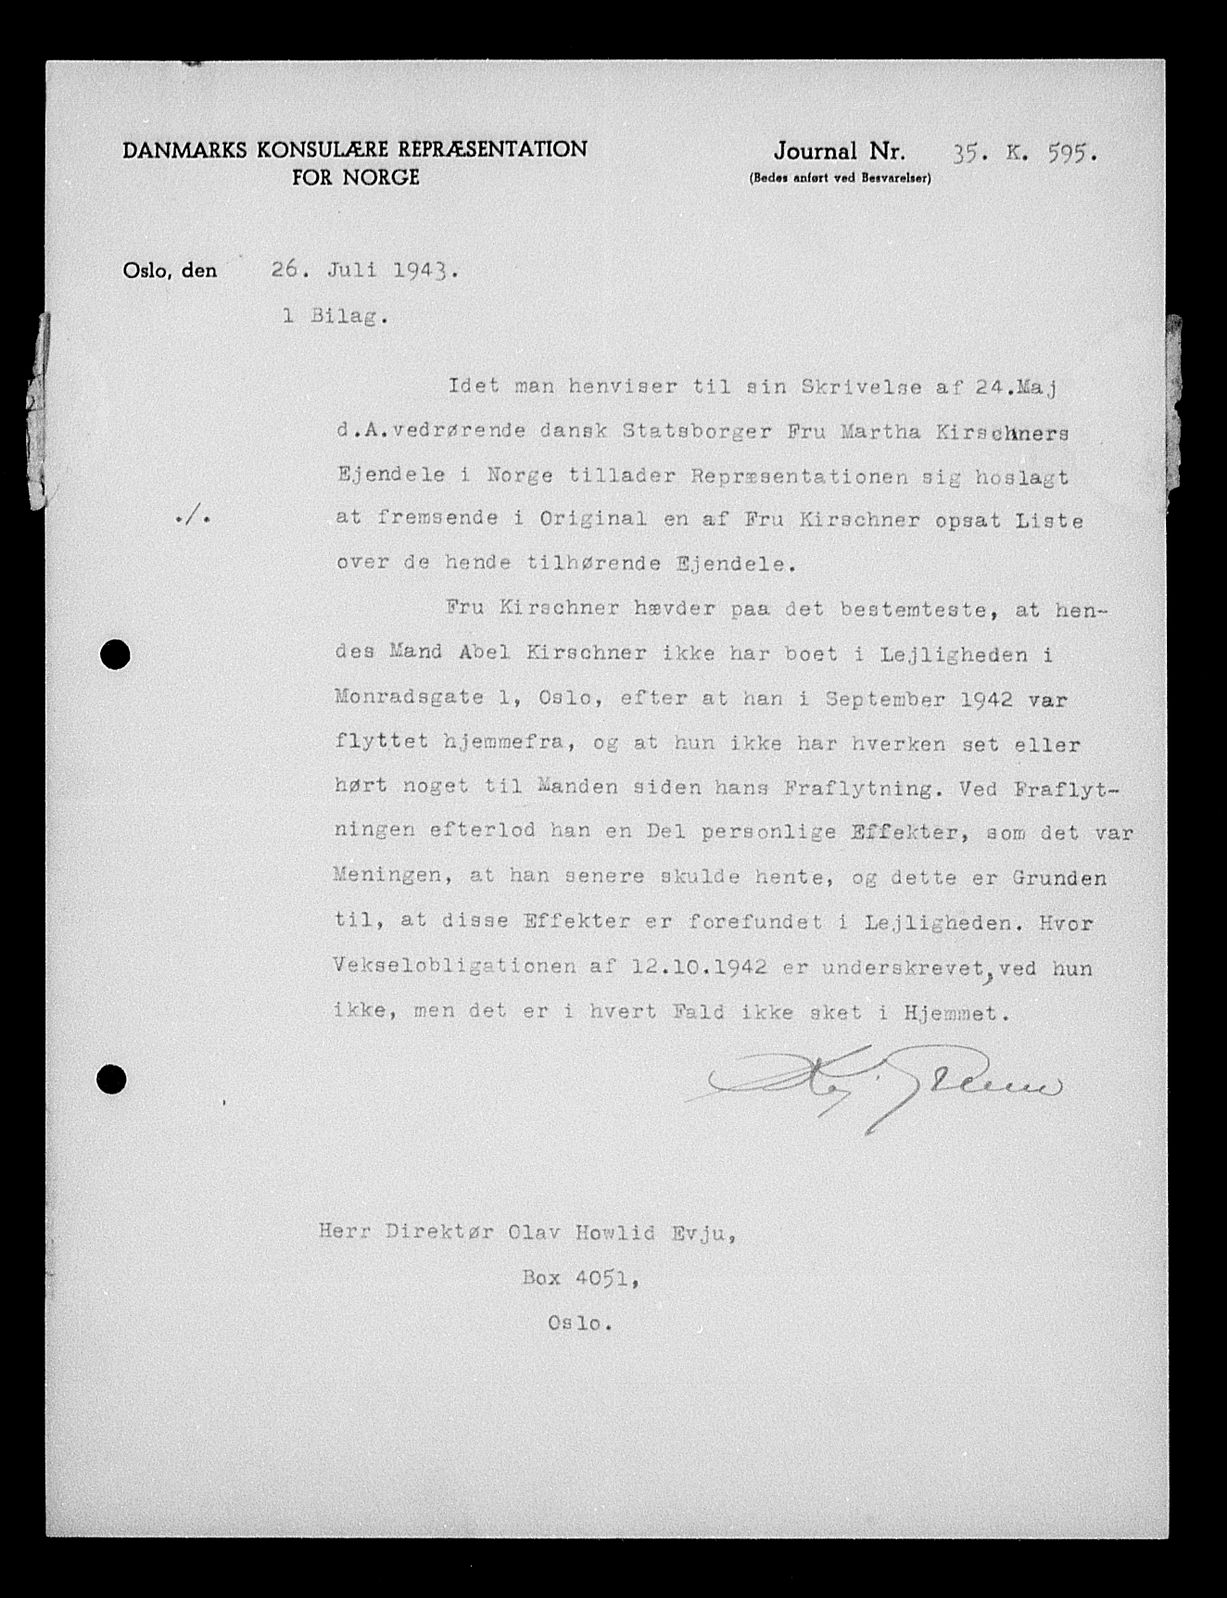 DANMARKS KONSULÆRE REPRÆSENTATION
FOR NORGE
Journal Nr. 35. K. 595.
(Bedes anført ved Besvarelser)
Oslo, den 26. Juli 1943.
1 Bilag.
Idet man henviser til sin Skrivelse af 24.Maj
d.A.vedrørende dansk Statsborger Fru Martha Kirschners
Ejendele i Norge tillader Repræsentationen sig hoslagt
./. at fremsende i Original en af Fru Kirschner opsat Liste
over de hende tilhørende Ejendele.
Fru Kirschner hævder paa det bestemteste, at hen-
des Mand Abel Kirschner ikke har boet i Lejligheden i
Monradsgate 1, Oslo, efter at han i September 1942 var
flyttet hjemmefra, og at hun ikke har hverken set eller
hørt noget til Manden siden hans Fraflytning. Ved Fraflyt-
ningen efterlod han en Del personlige Effekter, som det var
Meningen, at han senere skulde hente, og dette er Grunden
til, at disse Effekter er forefundet i Lejligheden. Hvor
Vekselobligationen af 12.10.1942 er underskrevet, ved hun
ikke, men det er i hvert Fald ikke sket i Hjemmet.
Herr Direktør Olav Howlid Evju,
Box 4051,
Oslo.